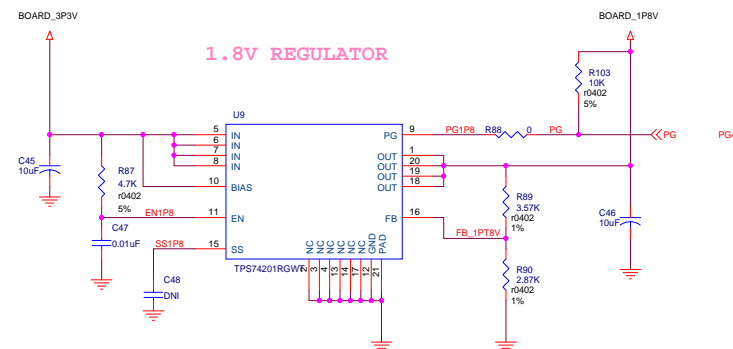 BOARD_3P3V
BOARD_1P8V
1.8V REGULATOR
R103
10K
r0402
5%
U9
5 IN
6 IN
7 IN
8 IN
10 BIAS
11 EN
15 SS
PG 9
OUT 1
OUT 20
OUT 19
OUT 18
FB 16
PG1P8 R88 0 PG
PG
PG
C45
10uF
R87
4.7K
r0402
5%
EN1P8
C47
0.01uF
SS1P8
C48
DNI
R89
3.57K
r0402
1%
FB_1PT8V
C46
10uF
R90
2.87K
r0402
1%
NC NC NC NC NC NC GND PAD
TPS74201RGWT
2 3 4 13 14 17 12 21